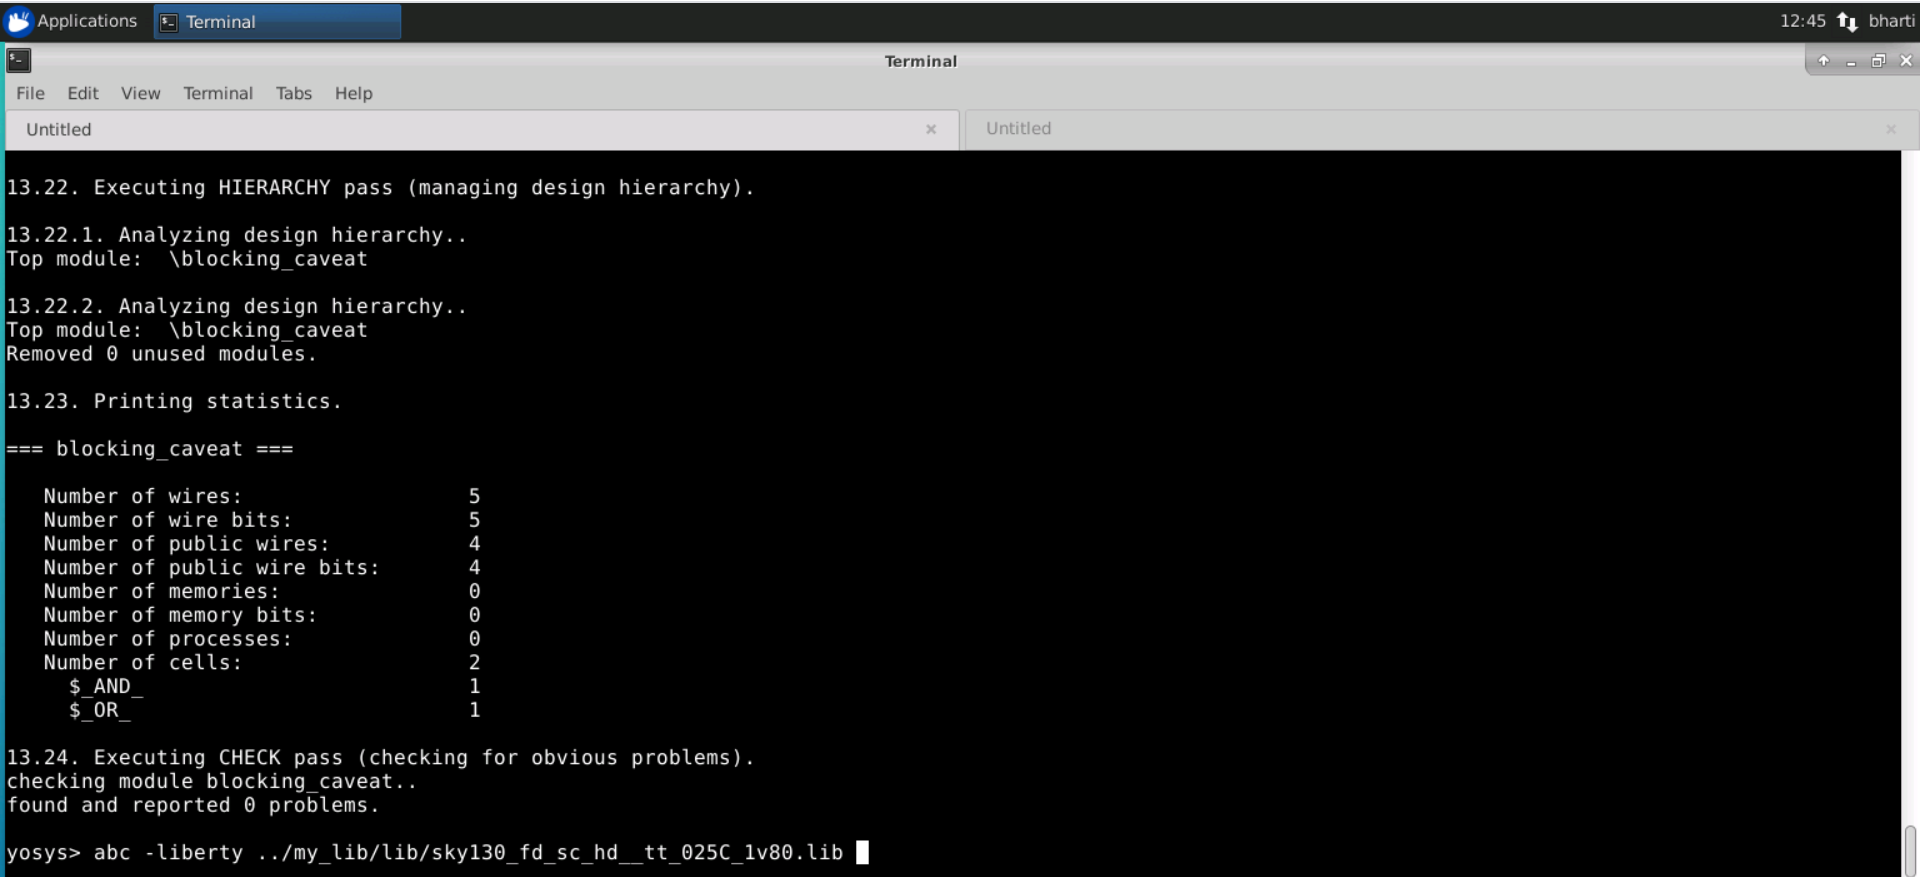 Applications Terminal 12:45 bharti
Terminal
File Edit View Terminal Tabs Help
Untitled Untitled
13.22. Executing HIERARCHY pass (managing design hierarchy).
13.22.1. Analyzing design hierarchy..
Top module:  \blocking_caveat
13.22.2. Analyzing design hierarchy..
Top module:  \blocking_caveat
Removed 0 unused modules.
13.23. Printing statistics.
=== blocking_caveat ===
Number of wires: 5
Number of wire bits: 5
Number of public wires: 4
Number of public wire bits: 4
Number of memories: 0
Number of memory bits: 0
Number of processes: 0
Number of cells: 2
$_AND_ 1
$_OR_ 1
13.24. Executing CHECK pass (checking for obvious problems).
checking module blocking_caveat..
found and reported 0 problems.
yosys> abc -liberty ../my_lib/lib/sky130_fd_sc_hd__tt_025C_1v80.lib